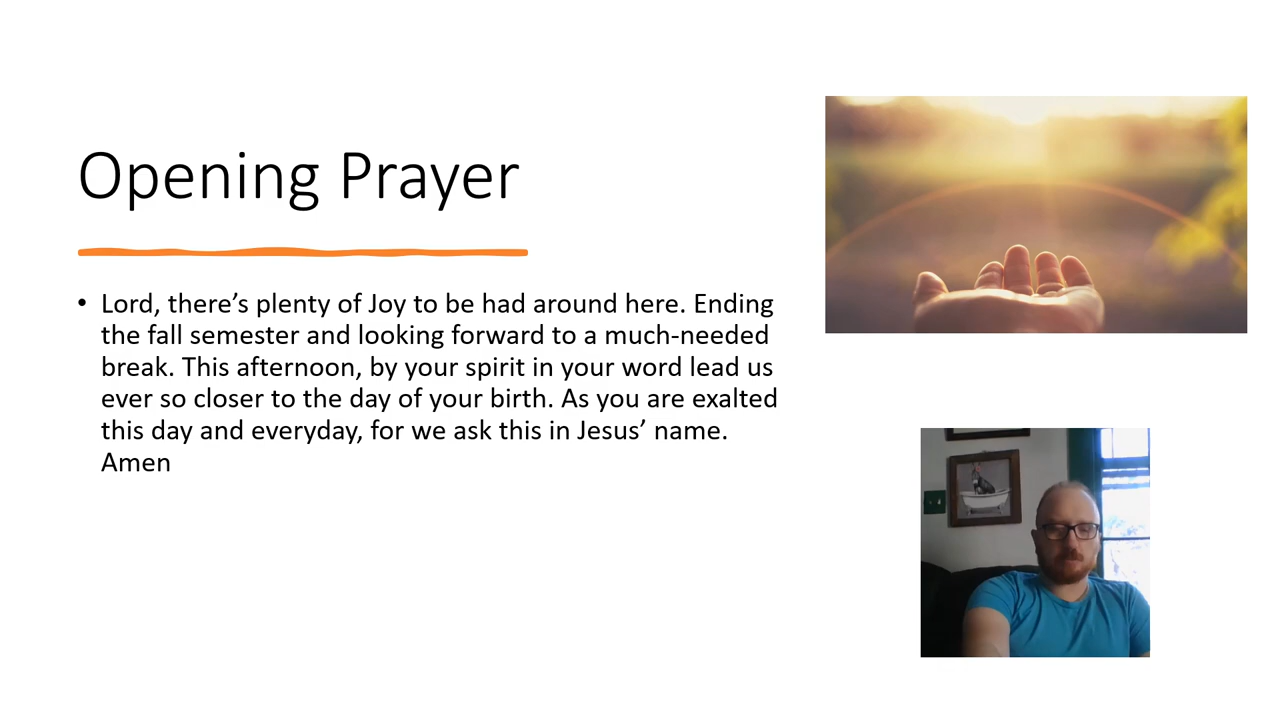 Opening Prayer
• Lord, there’s plenty of Joy to be had around here. Ending
the fall semester and looking forward to a much-needed
break. This afternoon, by your spirit in your word lead us
ever so closer to the day of your birth. As you are exalted
this day and everyday, for we ask this in Jesus’ name.
Amen